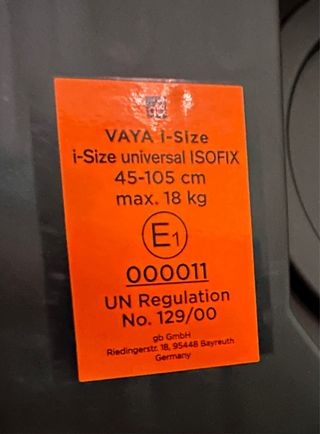 gb
VAYA i-Size
i-Size universal ISOFIX
45-105 cm
max. 18 kg
E1
000011
UN Regulation
No. 129/00
gb GmbH
Riedingerstr. 18, 95448 Bayreuth
Germany